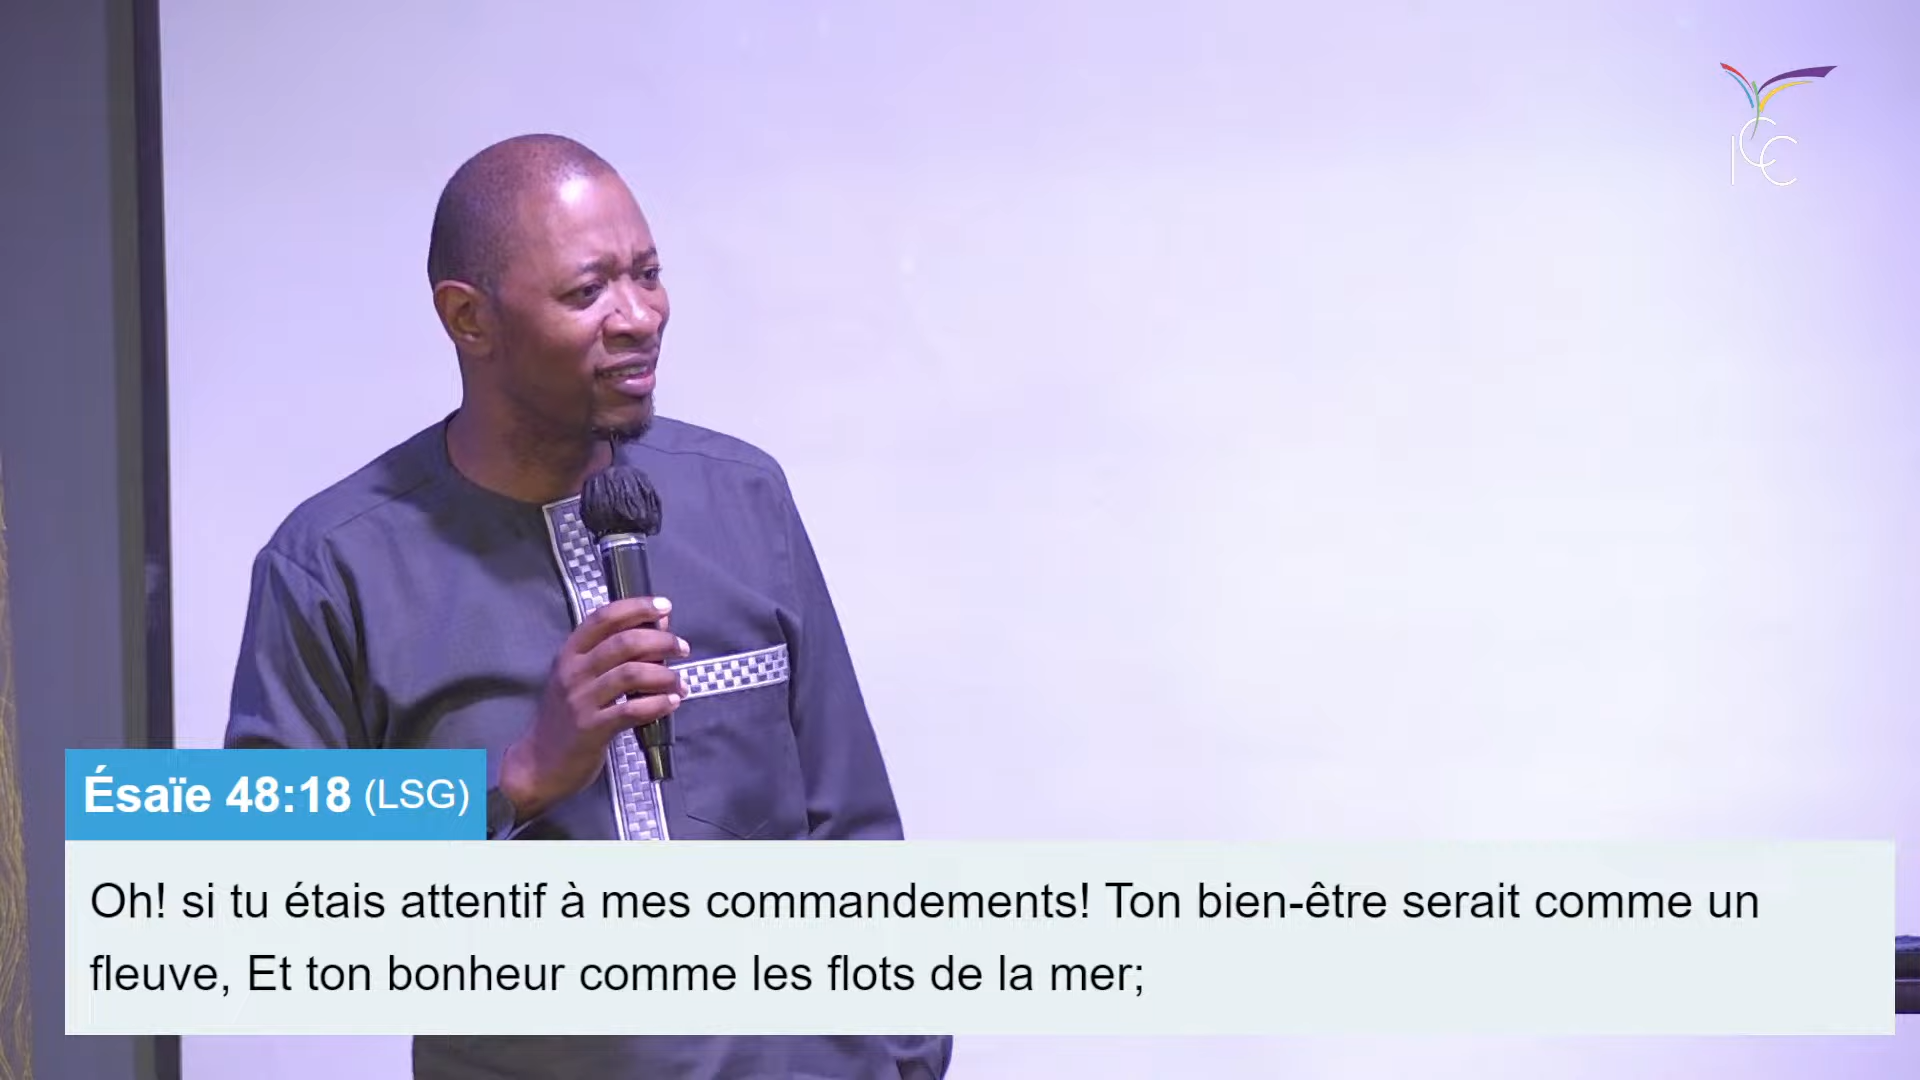 ICC
Ésaïe 48:18 (LSG)
Oh! si tu étais attentif à mes commandements! Ton bien-être serait comme un
fleuve, Et ton bonheur comme les flots de la mer;